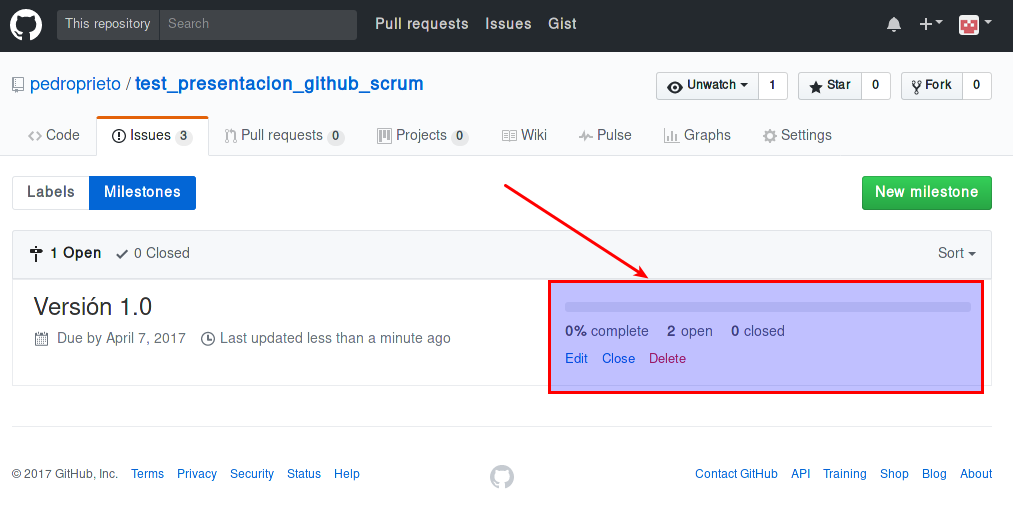 This repository Search Pull requests Issues Gist
pedroprieto / test_presentacion_github_scrum Unwatch 1 Star 0 Fork 0
Code Issues 3 Pull requests 0 Projects 0 Wiki Pulse Graphs Settings
Labels Milestones New milestone
1 Open 0 Closed Sort
Versión 1.0
Due by April 7, 2017 Last updated less than a minute ago
0% complete 2 open 0 closed
Edit Close Delete
© 2017 GitHub, Inc. Terms Privacy Security Status Help Contact GitHub API Training Shop Blog About